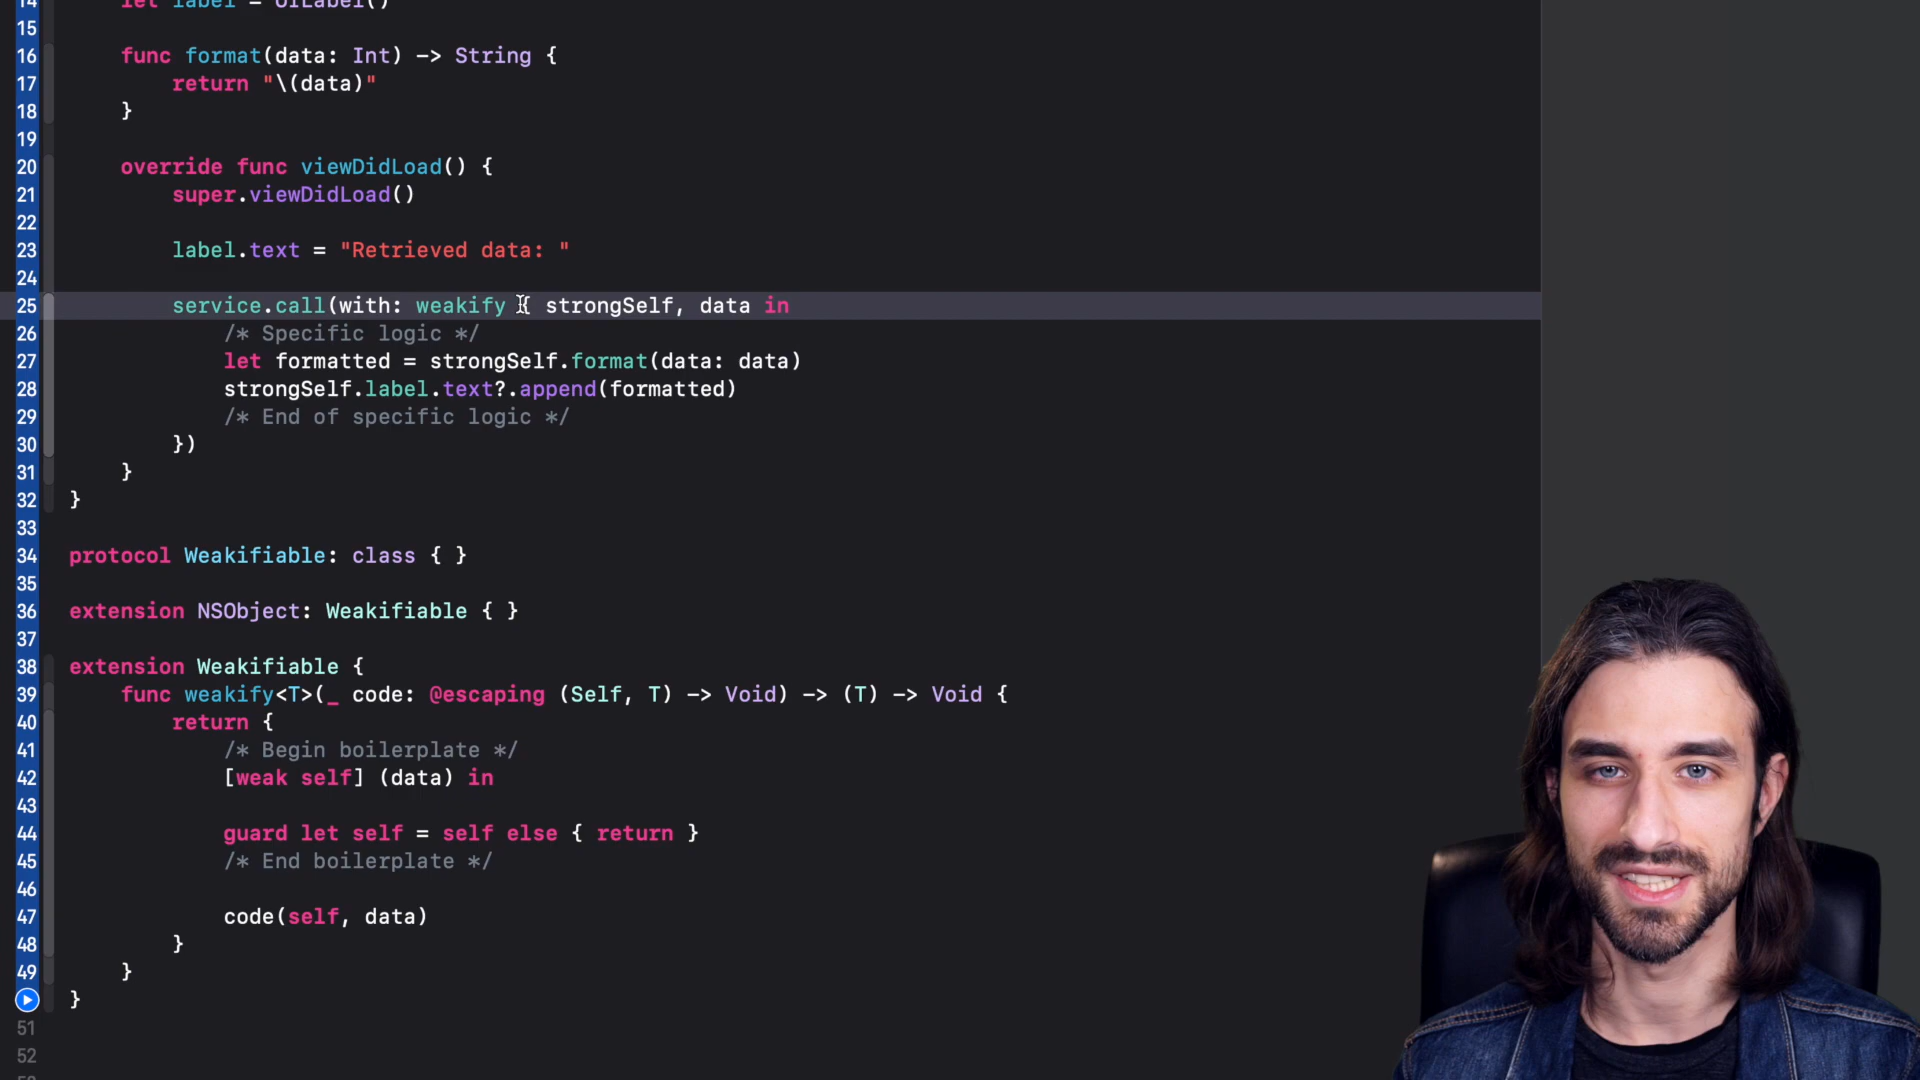 14 let label = UILabel()
15
16 func format(data: Int) -> String {
17 return "\(data)"
18 }
19
20 override func viewDidLoad() {
21 super.viewDidLoad()
22
23 label.text = "Retrieved data: "
24
25 service.call(with: weakify { strongSelf, data in
26 /* Specific logic */
27 let formatted = strongSelf.format(data: data)
28 strongSelf.label.text?.append(formatted)
29 /* End of specific logic */
30 })
31 }
32 }
33
34 protocol Weakifiable: class { }
35
36 extension NSObject: Weakifiable { }
37
38 extension Weakifiable {
39 func weakify<T>(_ code: @escaping (Self, T) -> Void) -> (T) -> Void {
40 return {
41 /* Begin boilerplate */
42 [weak self] (data) in
43
44 guard let self = self else { return }
45 /* End boilerplate */
46
47 code(self, data)
48 }
49 }
}
51
52